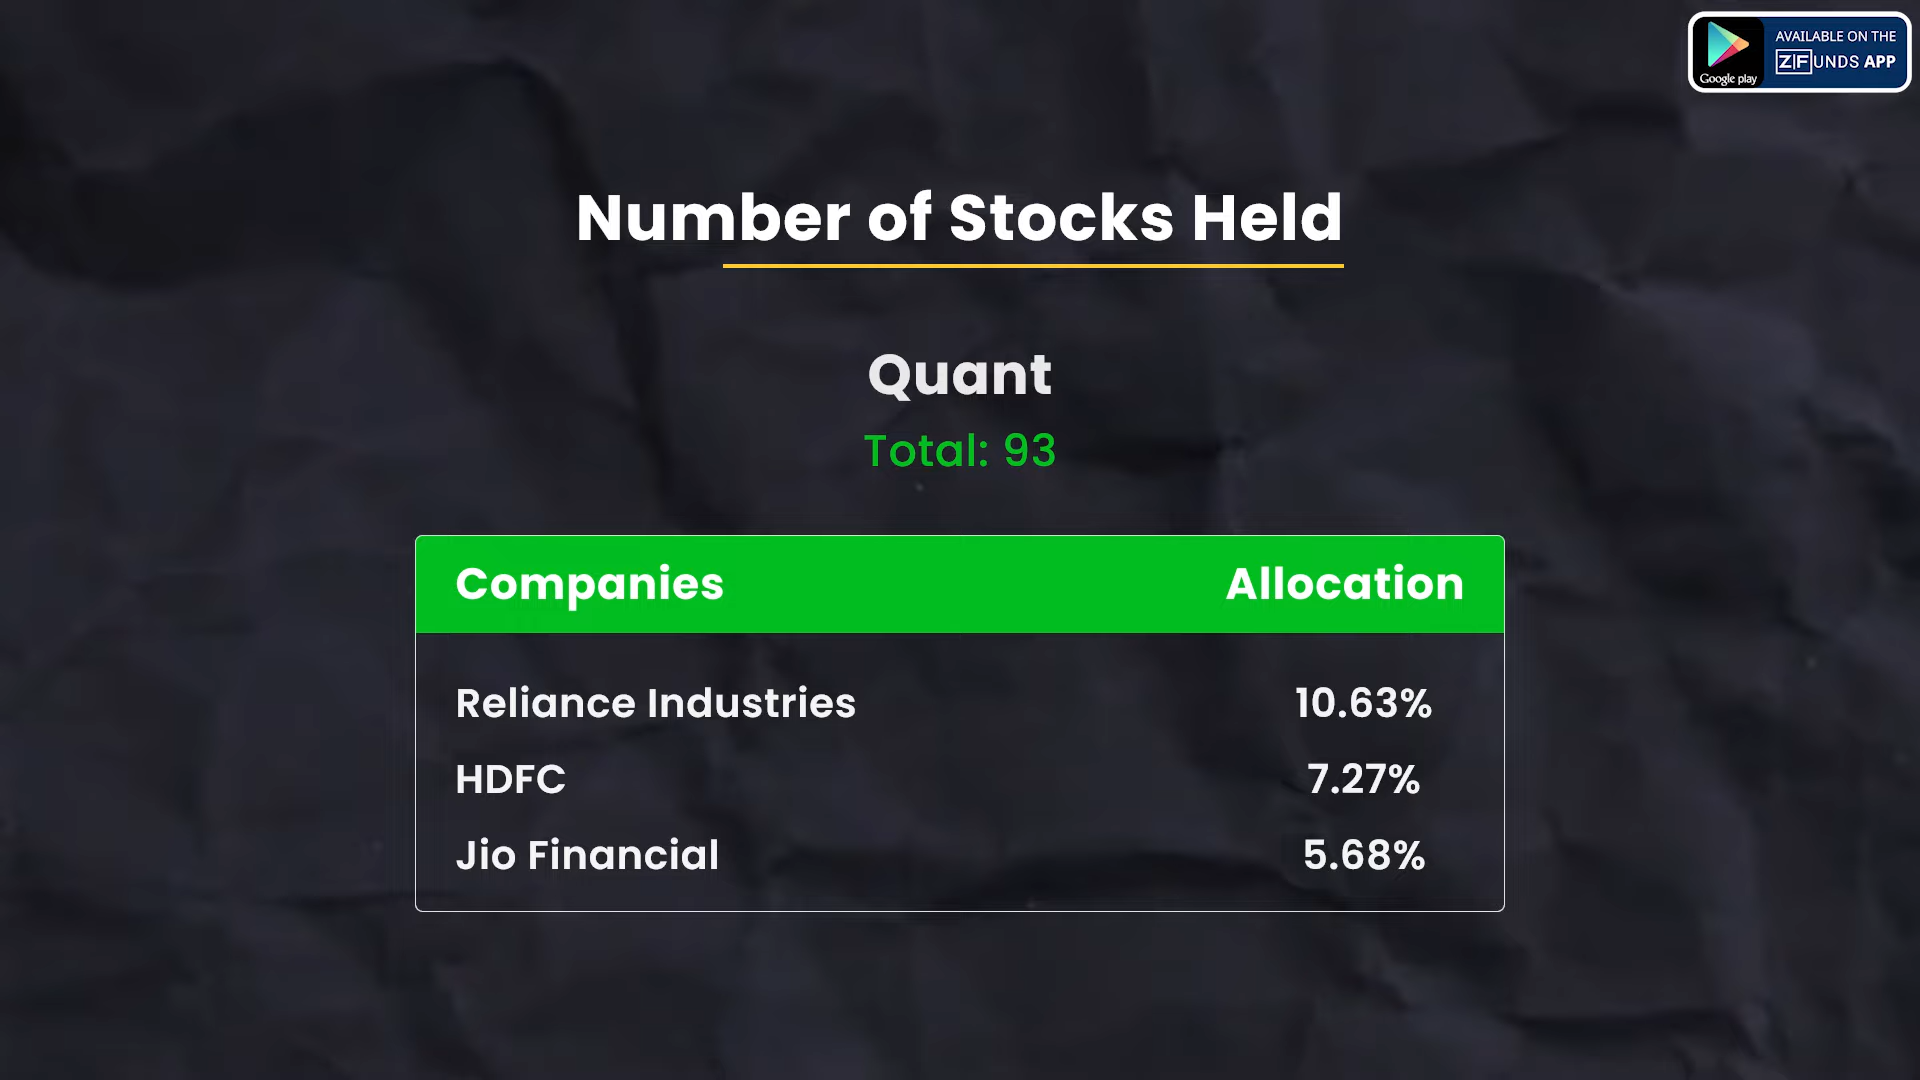 AVAILABLE ON THE
ZFUNDS APP
Google play
Number of Stocks Held
Quant
Total: 93
Companies Allocation
Reliance Industries 10.63%
HDFC 7.27%
Jio Financial 5.68%